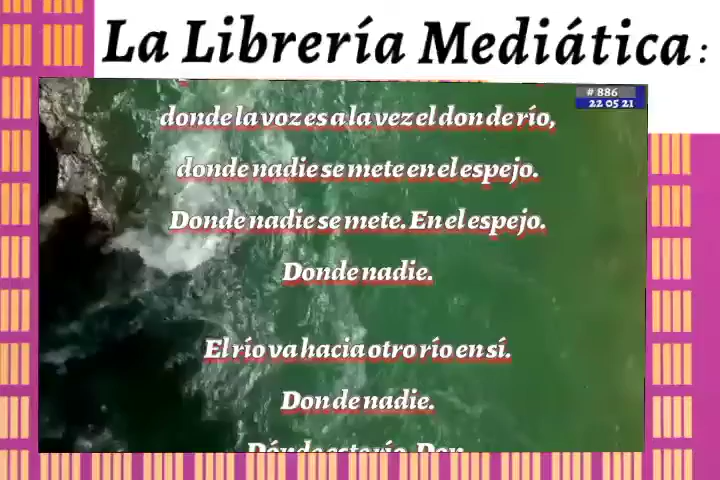 La Librería Mediática:
# 886
22 05 21
donde la voz es a la vez el don de río,
donde nadie se mete en el espejo.
Donde nadie se mete. En el espejo.
Donde nadie.
El río va hacia otro río en sí.
Donde nadie.